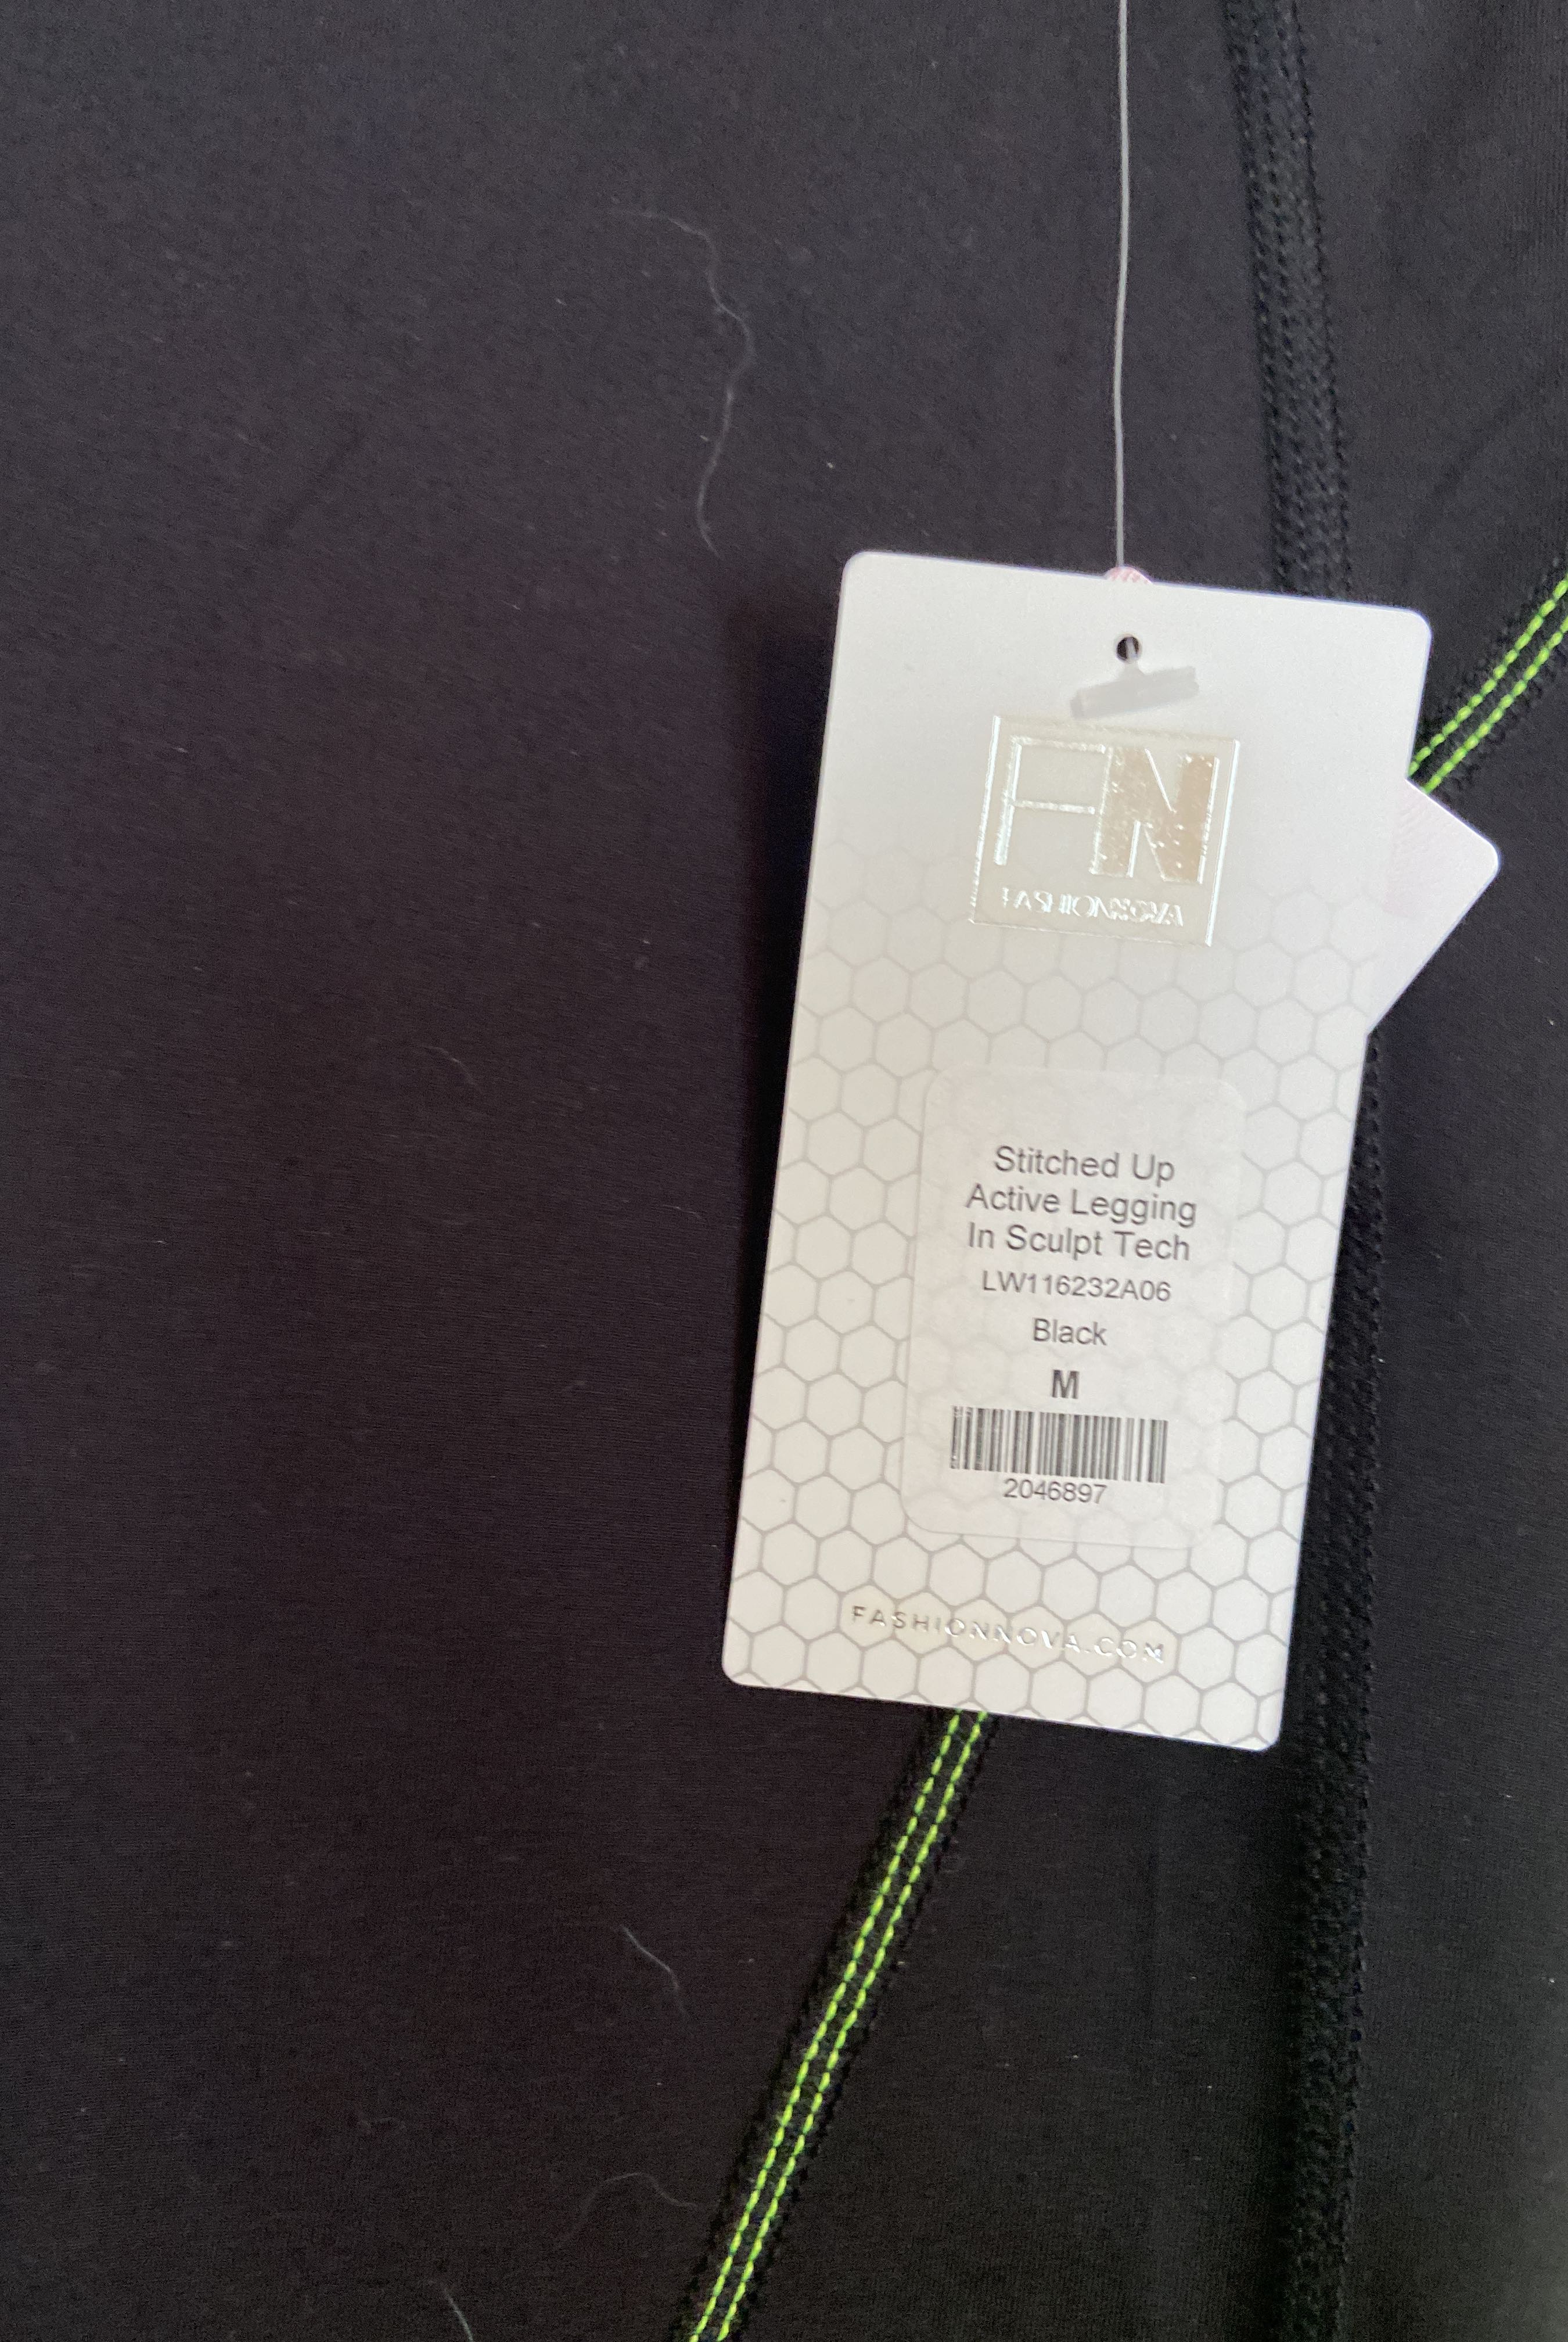 FN
FASHIONNOVA
Stitched Up
Active Legging
In Sculpt Tech
LW116232A06
Black
M
2046897
FASHIONNOVA.COM